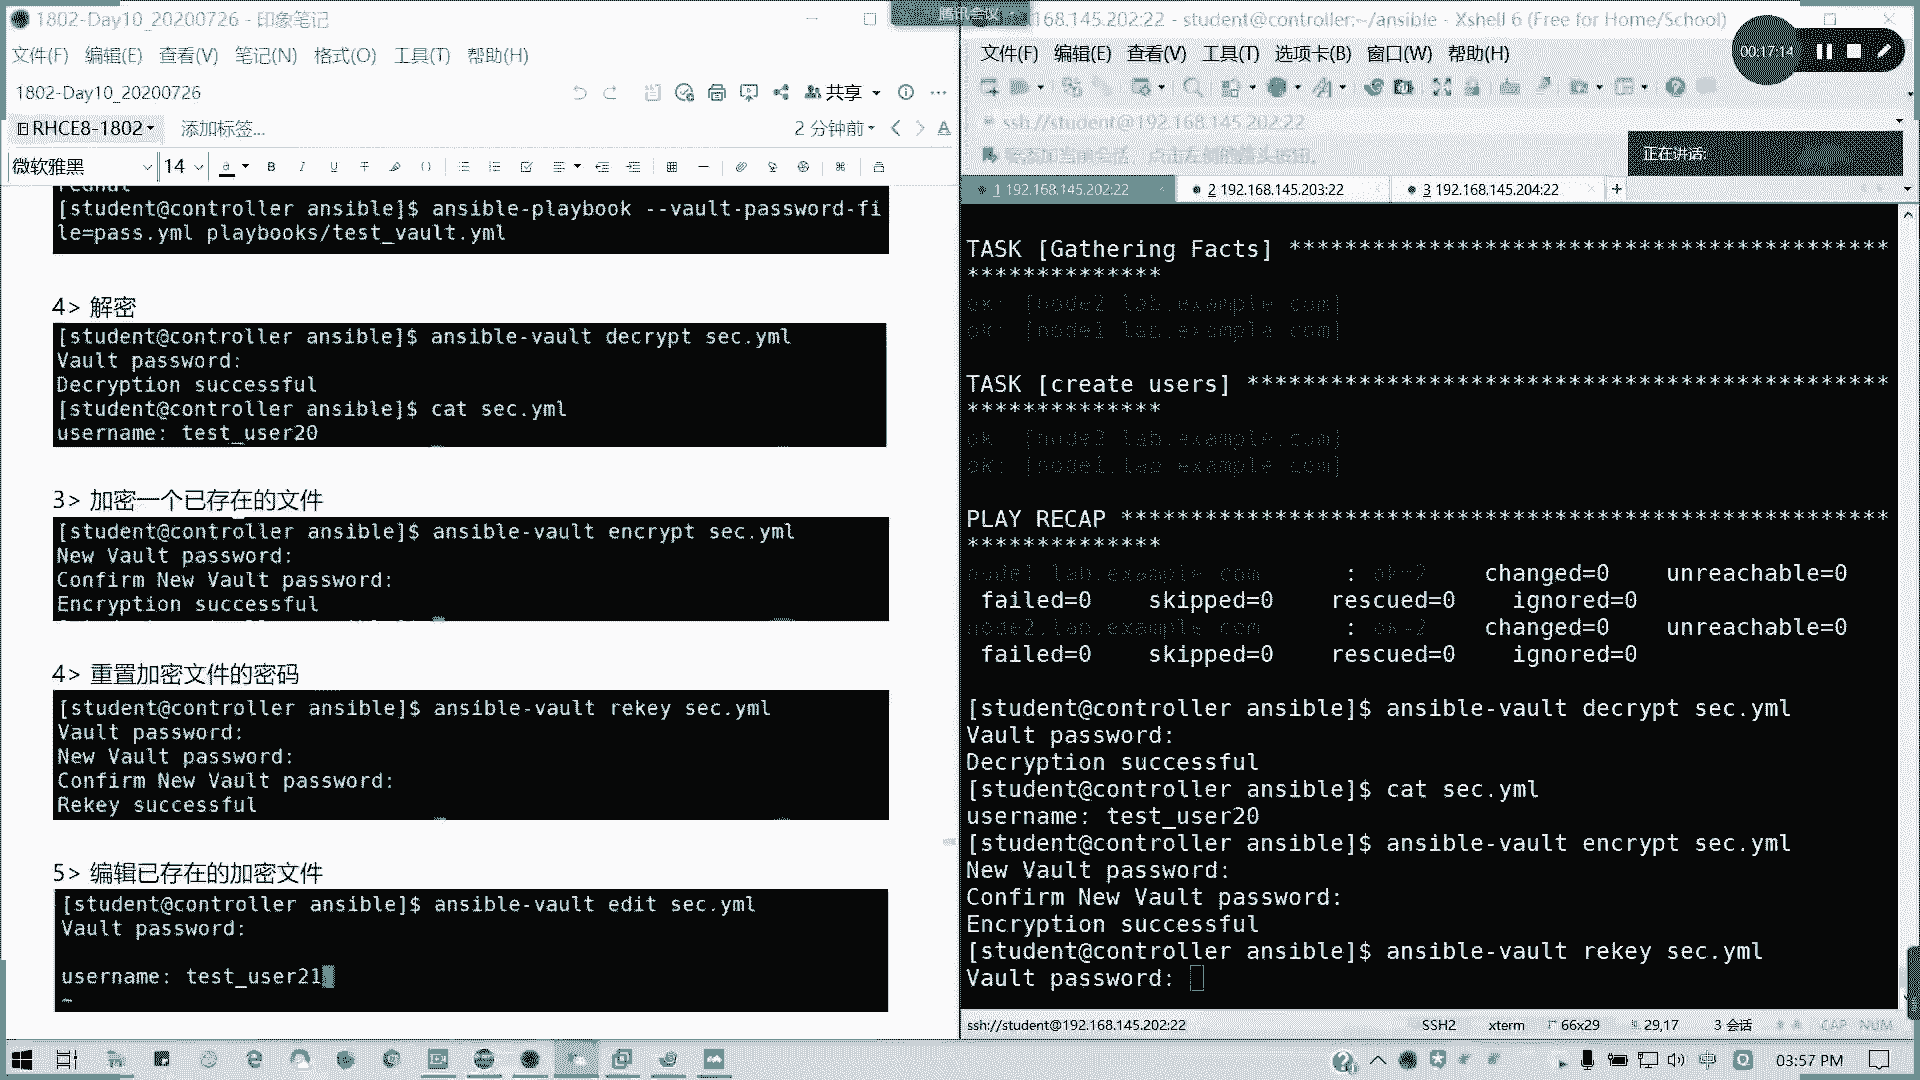 1802-Day10_20200726 - 印象笔记
文件(F) 编辑(E) 查看(V) 笔记(N) 格式(O) 工具(T) 帮助(H)
1802-Day10_20200726
共享
RHCE8-1802
添加标签...
2 分钟前
微软雅黑 14
[student@controller ansible]$ ansible-playbook --vault-password-fi
le=pass.yml playbooks/test_vault.yml
4> 解密
[student@controller ansible]$ ansible-vault decrypt sec.yml
Vault password:
Decryption successful
[student@controller ansible]$ cat sec.yml
username: test_user20
3> 加密一个已存在的文件
[student@controller ansible]$ ansible-vault encrypt sec.yml
New Vault password:
Confirm New Vault password:
Encryption successful
4> 重置加密文件的密码
[student@controller ansible]$ ansible-vault rekey sec.yml
Vault password:
New Vault password:
Confirm New Vault password:
Rekey successful
5> 编辑已存在的加密文件
[student@controller ansible]$ ansible-vault edit sec.yml
Vault password:
username: test_user21
~
腾讯会议
168.145.202:22 - student@controller:~/ansible - Xshell 6 (Free for Home/School)
文件(F) 编辑(E) 查看(V) 工具(T) 选项卡(B) 窗口(W) 帮助(H)
00:17:14
ssh://student@192.168.145.202:22
正在讲话:
1 192.168.145.202:22
2 192.168.145.203:22
3 192.168.145.204:22
TASK [Gathering Facts] *******************************************
**************
ok: [node2.lab.example.com]
ok: [node1.lab.example.com]
TASK [create users] **********************************************
**************
ok: [node2.lab.example.com]
ok: [node1.lab.example.com]
PLAY RECAP *******************************************************
**************
node1.lab.example.com : ok=2 changed=0 unreachable=0
failed=0 skipped=0 rescued=0 ignored=0
node2.lab.example.com : ok=2 changed=0 unreachable=0
failed=0 skipped=0 rescued=0 ignored=0
[student@controller ansible]$ ansible-vault decrypt sec.yml
Vault password:
Decryption successful
[student@controller ansible]$ cat sec.yml
username: test_user20
[student@controller ansible]$ ansible-vault encrypt sec.yml
New Vault password:
Confirm New Vault password:
Encryption successful
[student@controller ansible]$ ansible-vault rekey sec.yml
Vault password:
ssh://student@192.168.145.202:22
SSH2 xterm 66x29 29,17 3 会话 CAP NUM
中
03:57 PM